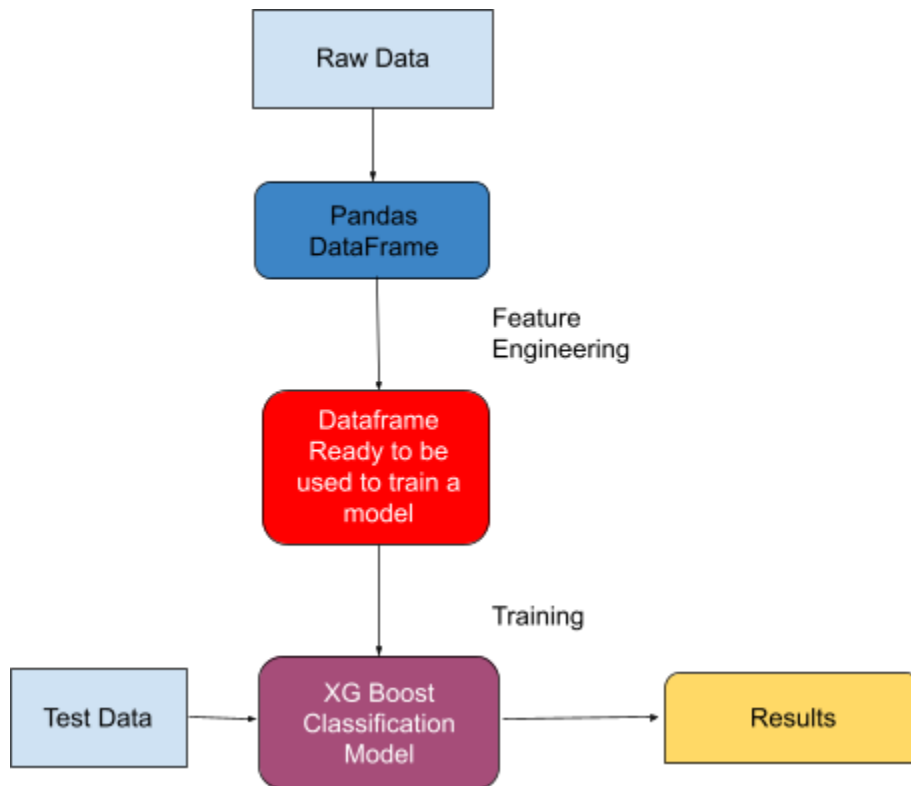 Raw Data
Pandas
DataFrame
Feature
Engineering
Dataframe
Ready to be
used to train a
model
Training
Test Data
XG Boost
Classification
Model
Results